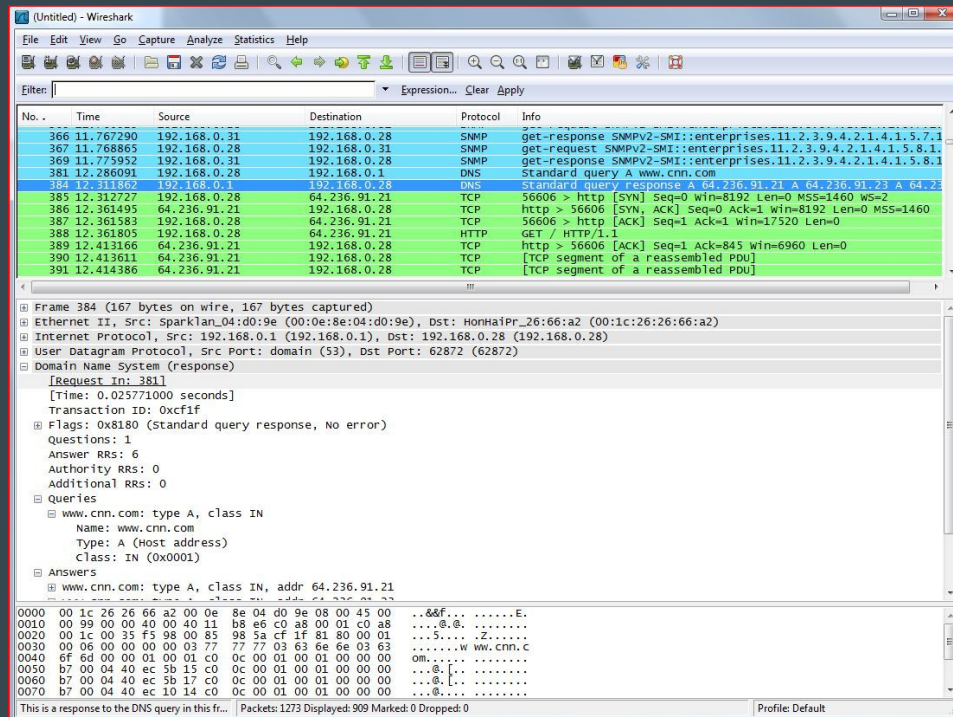 (Untitled) - Wireshark
File Edit View Go Capture Analyze Statistics Help
Filter: Expression... Clear Apply
No. . Time Source Destination Protocol Info
366 11.767290 192.168.0.31 192.168.0.28 SNMP get-response SNMPv2-SMI::enterprises.11.2.3.9.4.2.1.4.1.5.7.1
367 11.768865 192.168.0.28 192.168.0.31 SNMP get-request SNMPv2-SMI::enterprises.11.2.3.9.4.2.1.4.1.5.8.1.
369 11.775952 192.168.0.31 192.168.0.28 SNMP get-response SNMPv2-SMI::enterprises.11.2.3.9.4.2.1.4.1.5.8.1
381 12.286091 192.168.0.28 192.168.0.1 DNS Standard query A www.cnn.com
384 12.311862 192.168.0.1 192.168.0.28 DNS Standard query response A 64.236.91.21 A 64.236.91.23 A 64.23
385 12.312727 192.168.0.28 64.236.91.21 TCP 56606 > http [SYN] Seq=0 Win=8192 Len=0 MSS=1460 WS=2
386 12.361495 64.236.91.21 192.168.0.28 TCP http > 56606 [SYN, ACK] Seq=0 Ack=1 Win=8192 Len=0 MSS=1460
387 12.361583 192.168.0.28 64.236.91.21 TCP 56606 > http [ACK] Seq=1 Ack=1 Win=17520 Len=0
388 12.361805 192.168.0.28 64.236.91.21 HTTP GET / HTTP/1.1
389 12.413166 64.236.91.21 192.168.0.28 TCP http > 56606 [ACK] Seq=1 Ack=845 Win=6960 Len=0
390 12.413611 64.236.91.21 192.168.0.28 TCP [TCP segment of a reassembled PDU]
391 12.414386 64.236.91.21 192.168.0.28 TCP [TCP segment of a reassembled PDU]
Frame 384 (167 bytes on wire, 167 bytes captured)
Ethernet II, Src: Sparklan_04:d0:9e (00:0e:8e:04:d0:9e), Dst: HonHaiPr_26:66:a2 (00:1c:26:26:66:a2)
Internet Protocol, Src: 192.168.0.1 (192.168.0.1), Dst: 192.168.0.28 (192.168.0.28)
User Datagram Protocol, Src Port: domain (53), Dst Port: 62872 (62872)
Domain Name System (response)
[Request In: 381]
[Time: 0.025771000 seconds]
Transaction ID: 0xcf1f
Flags: 0x8180 (Standard query response, No error)
Questions: 1
Answer RRs: 6
Authority RRs: 0
Additional RRs: 0
Queries
www.cnn.com: type A, class IN
Name: www.cnn.com
Type: A (Host address)
Class: IN (0x0001)
Answers
www.cnn.com: type A, class IN, addr 64.236.91.21
0000 00 1c 26 26 66 a2 00 0e 8e 04 d0 9e 08 00 45 00 ..&&f... ......E.
0010 00 99 00 00 40 00 40 11 b8 e6 c0 a8 00 01 c0 a8 ....@.@. ........
0020 00 1c 00 35 f5 98 00 85 98 5a cf 1f 81 80 00 01 ...5.... .Z......
0030 00 06 00 00 00 00 03 77 77 77 03 63 6e 6e 03 63 .......w ww.cnn.c
0040 6f 6d 00 00 01 00 01 c0 0c 00 01 00 01 00 00 00 om...... ........
0050 b7 00 04 40 ec 5b 15 c0 0c 00 01 00 01 00 00 00 ...@.[.. ........
0060 b7 00 04 40 ec 5b 17 c0 0c 00 01 00 01 00 00 00 ...@.[.. ........
0070 b7 00 04 40 ec 10 14 c0 0c 00 01 00 01 00 00 00 ...@.... ........
This is a response to the DNS query in this fr... Packets: 1273 Displayed: 909 Marked: 0 Dropped: 0 Profile: Default